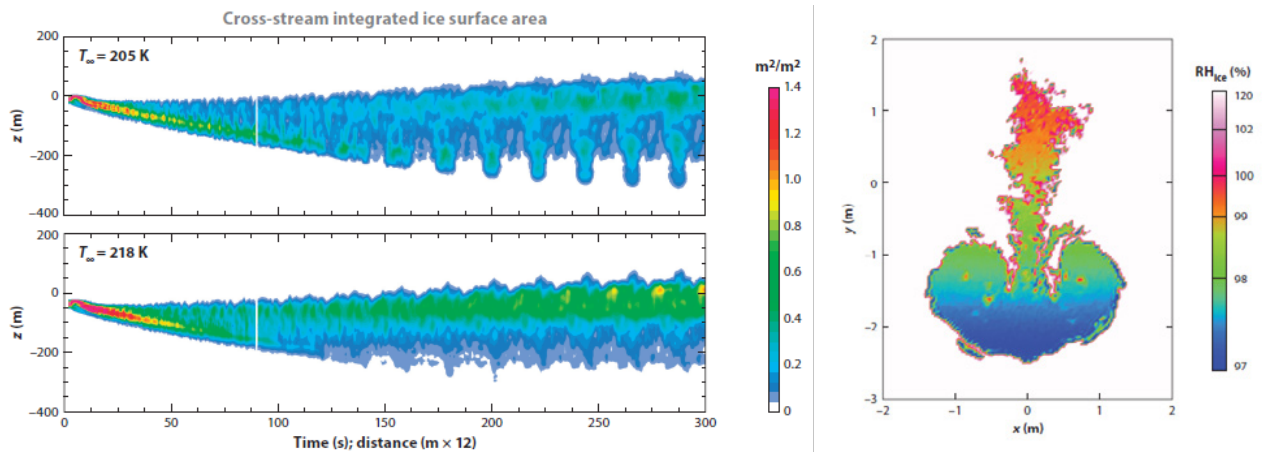 Cross-stream integrated ice surface area
200
T∞ = 205 K
0
z (m)
−200
−400
200
T∞ = 218 K
0
z (m)
−200
−400
0 50 100 150 200 250 300
Time (s); distance (m × 12)
m²/m²
1.4
1.2
1.0
0.8
0.6
0.4
0.2
0
2
1
0
−1
−2
−3
y (m)
−2 −1 0 1 2
x (m)
RHice (%)
120
102
100
99
98
97